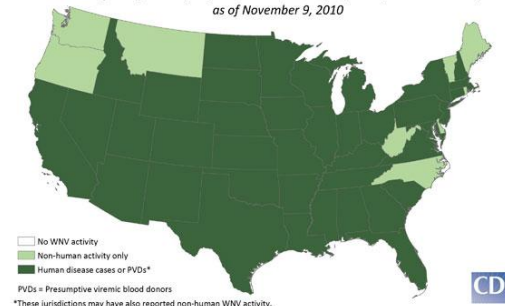 as of November 9, 2010
No WNV activity
Non-human activity only
Human disease cases or PVDs*
PVDs = Presumptive viremic blood donors
*These jurisdictions may have also reported non-human WNV activity.
CD